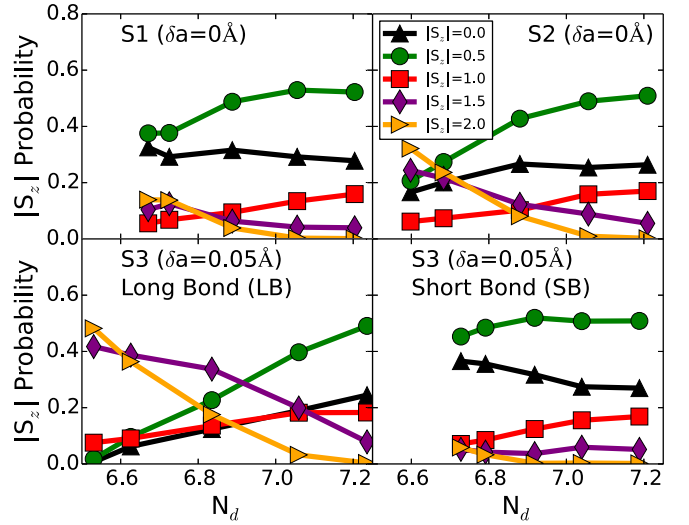 S1 (δa=0Å)
S2 (δa=0Å)
|S_z|=0.0
|S_z|=0.5
|S_z|=1.0
|S_z|=1.5
|S_z|=2.0
|S_z| Probability
0.8
0.6
0.4
0.2
0.0
S3 (δa=0.05Å)
Long Bond (LB)
S3 (δa=0.05Å)
Short Bond (SB)
|S_z| Probability
0.6
0.4
0.2
0.0
6.6 6.8 7.0 7.2
6.6 6.8 7.0 7.2
N_d
N_d